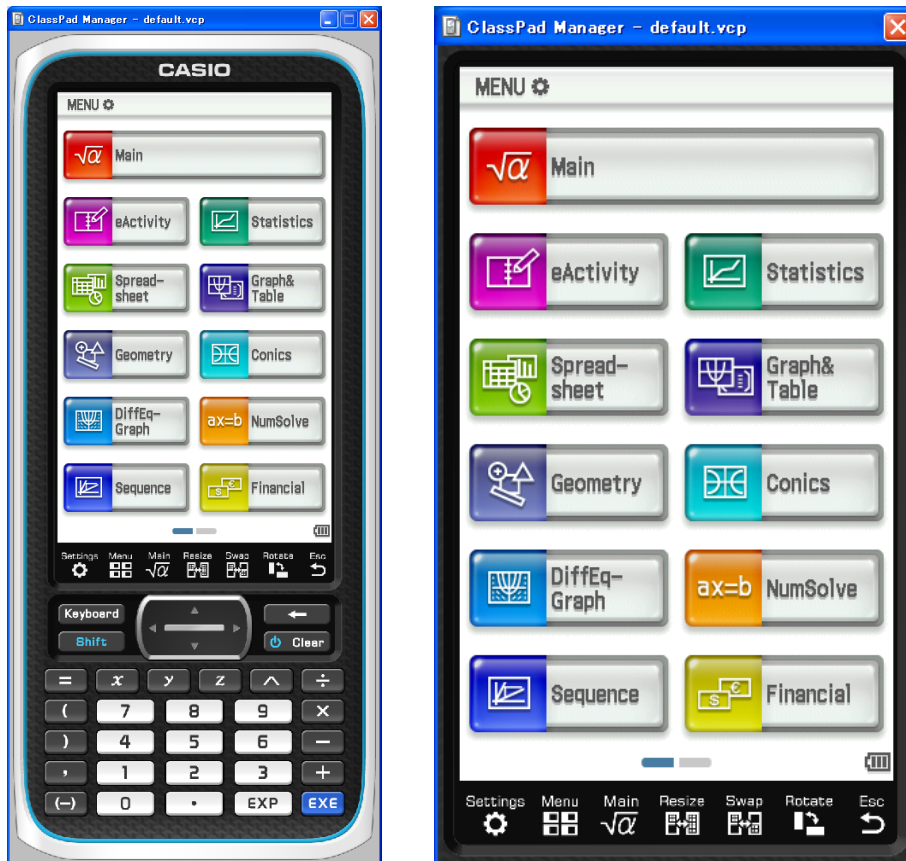 ClassPad Manager - default.vcp
CASIO
MENU
√α Main
eActivity Statistics
Spread-
sheet
Graph&
Table
Geometry Conics
DiffEq-
Graph
ax=b NumSolve
Sequence $ € Financial
Settings Menu Main Resize Swap Rotate Esc
√α
Keyboard
Shift Clear
= x y z ^ ÷
( 7 8 9 ×
) 4 5 6 −
, 1 2 3 +
(−) 0 . EXP EXE
ClassPad Manager - default.vcp
MENU
√α Main
eActivity Statistics
Spread-
sheet
Graph&
Table
Geometry Conics
DiffEq-
Graph
ax=b NumSolve
Sequence $ € Financial
Settings Menu Main Resize Swap Rotate Esc
√α